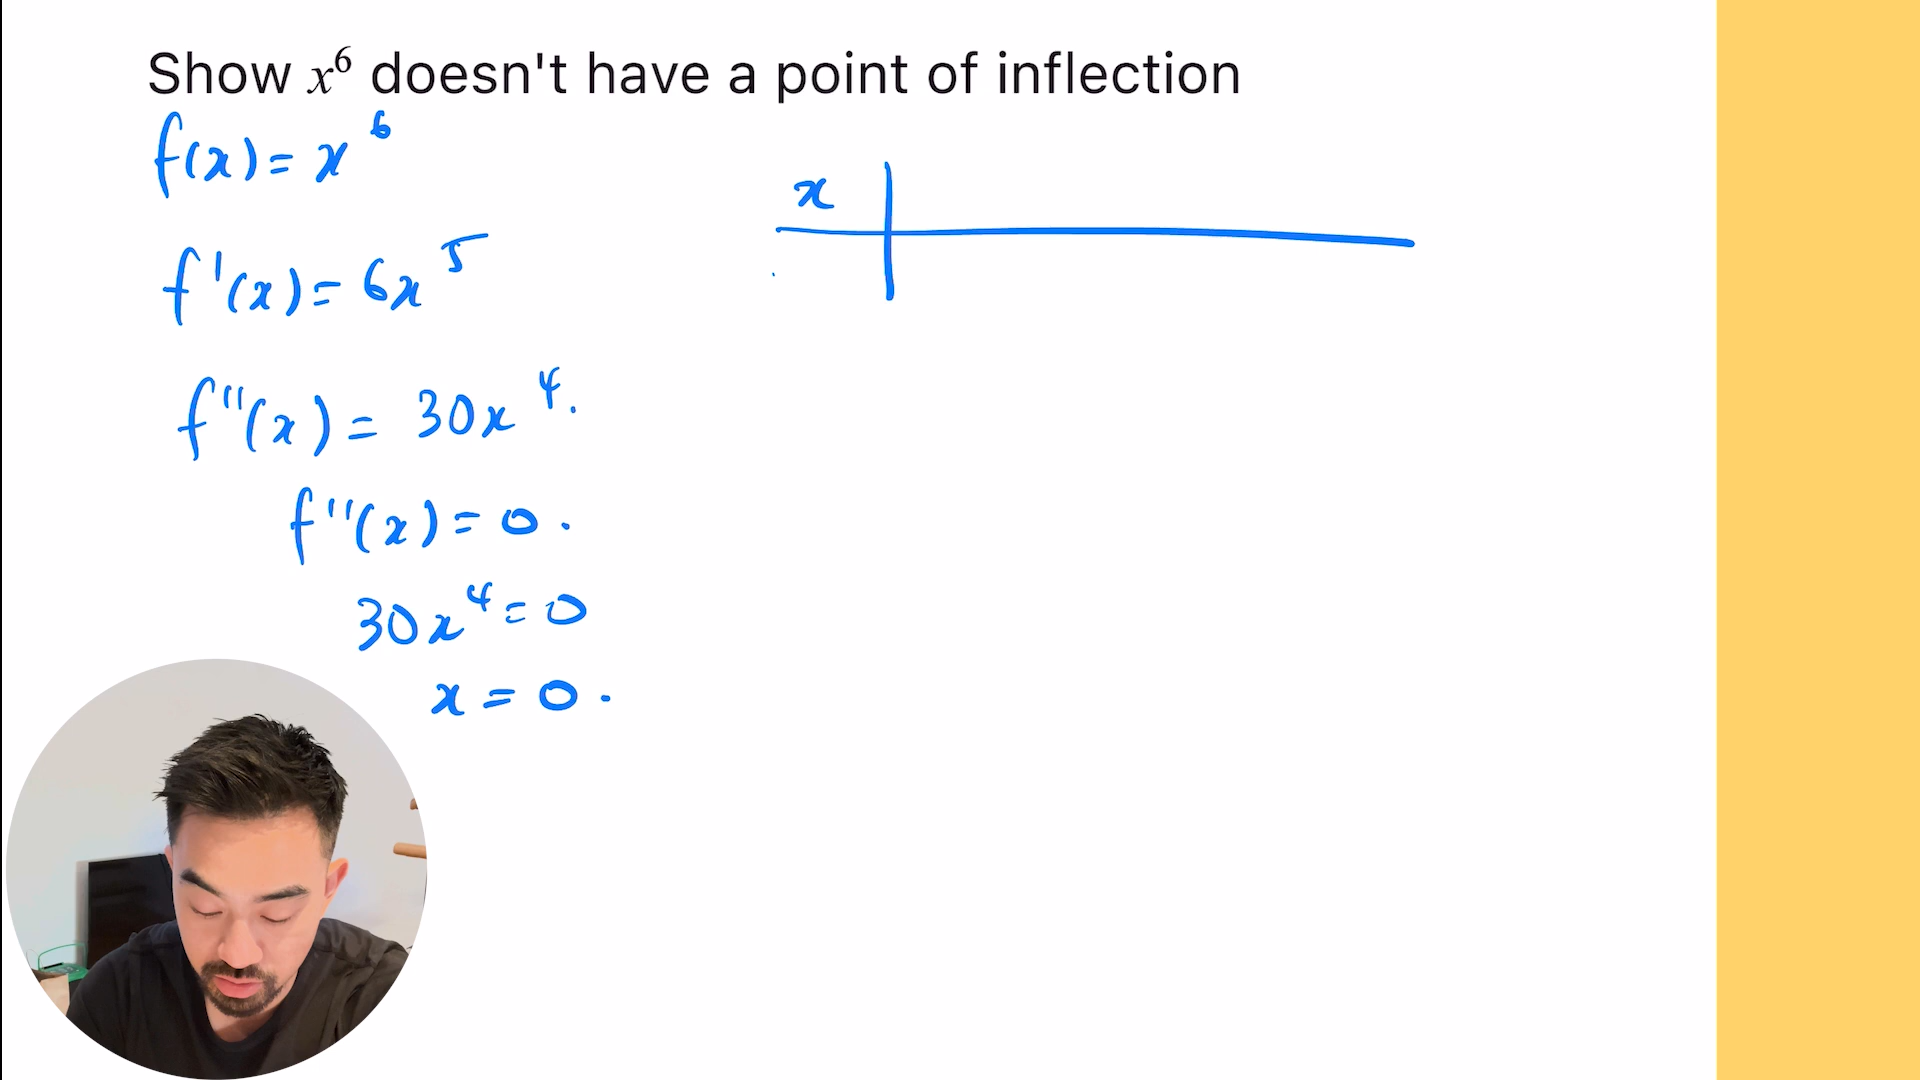 Show x⁶ doesn't have a point of inflection
f(x) = x⁶
f'(x) = 6x⁵
f''(x) = 30x⁴.
f''(x) = 0.
30x⁴ = 0
x = 0.
x